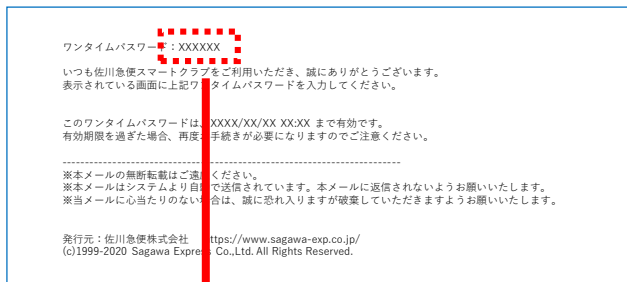 ワンタイムパスワード：XXXXXX
いつも佐川急便スマートクラブをご利用いただき、誠にありがとうございます。
表示されている画面に上記ワンタイムパスワードを入力してください。
このワンタイムパスワードは、XXXX/XX/XX XX:XX まで有効です。
有効期限を過ぎた場合、再度お手続きが必要になりますのでご注意ください。
---------------------------------------------------------------------------
※本メールの無断転載はご遠慮ください。
※本メールはシステムより自動で送信されています。本メールに返信されないようお願いいたします。
※当メールに心当たりのない場合は、誠に恐れ入りますが破棄していただきますようお願いいたします。
発行元：佐川急便株式会社 https://www.sagawa-exp.co.jp/
(c)1999-2020 Sagawa Express Co.,Ltd. All Rights Reserved.